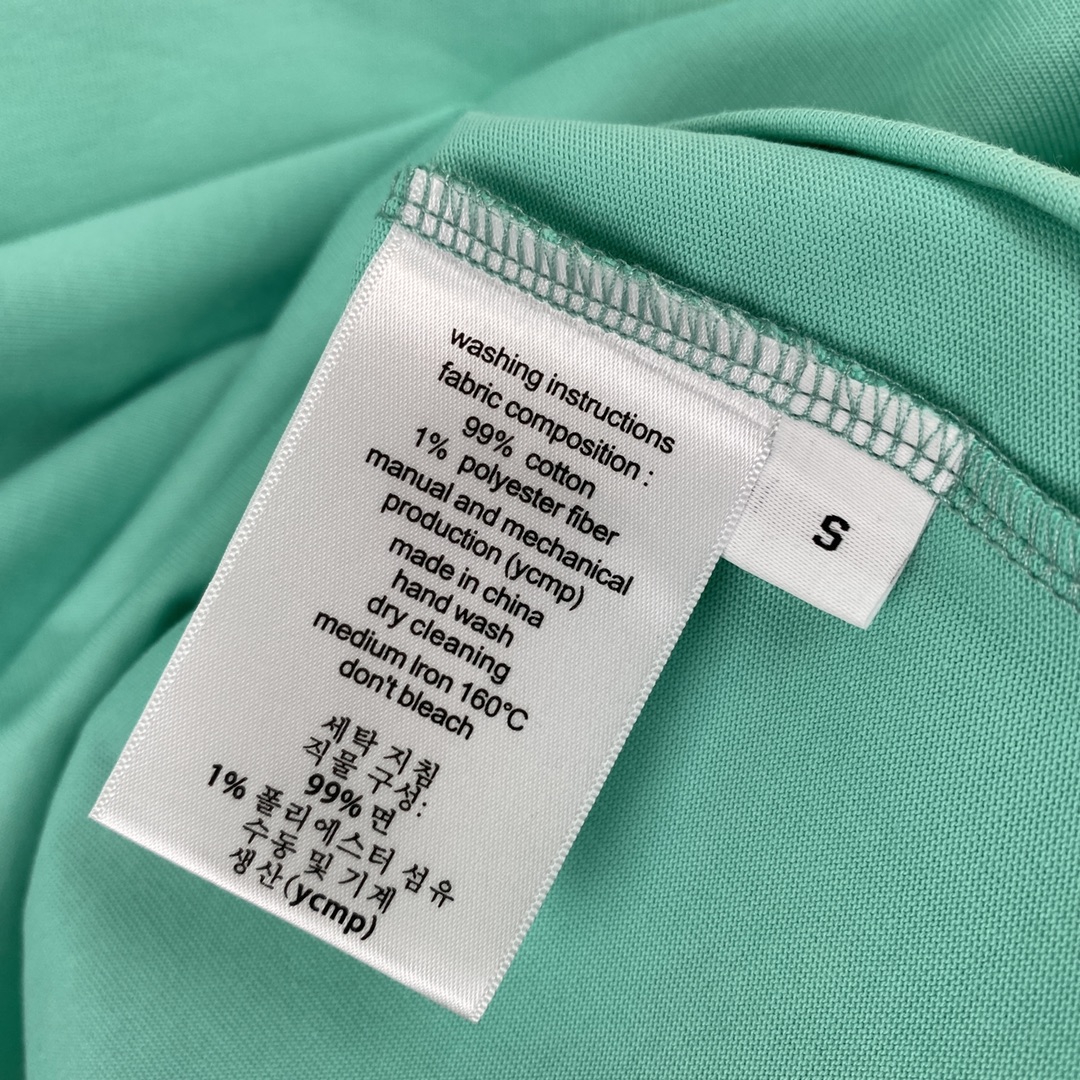 washing instructions
fabric composition :
99% cotton
1% polyester fiber
manual and mechanical
production (ycmp)
made in china
hand wash
dry cleaning
medium Iron 160°C
don't bleach
세탁 지침
직물 구성:
99% 면
1% 폴리에스터 섬유
수동 및 기계
생산(ycmp)
S